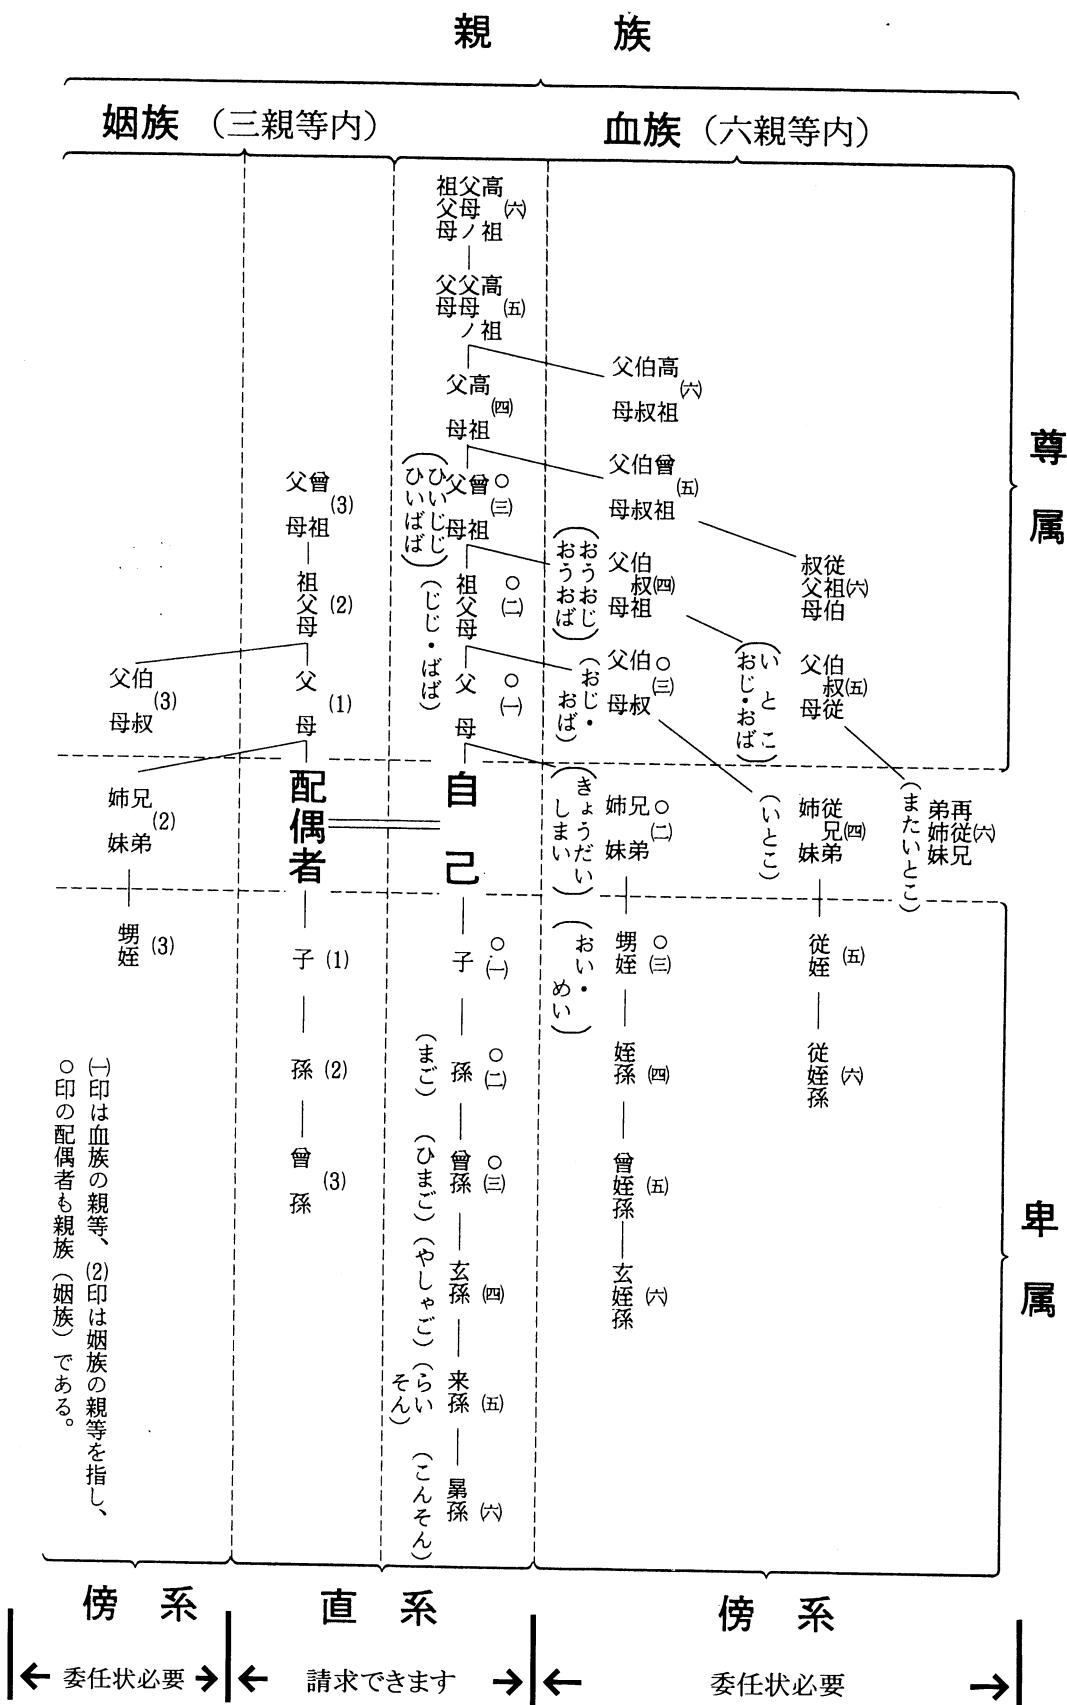 親族
姻族（三親等内）
血族（六親等内）
尊属
卑属
高祖
父母ノ
祖父母
㈥
高祖ノ
父母
父母
㈤
高祖
父母
㈣
○
㈢
曾祖
父母
（ひいじじ
ひいばば）
○
㈡
祖父母
（じじ・ばば）
○
㈠
父母
自己
○
㈠
子
○
㈡
孫
（まご）
○
㈢
曾孫
（ひまご）
玄孫
㈣
（やしゃご）
来孫
㈤
（らい
そん）
㈥
（こんそん）
高祖
伯叔
父母
㈥
曾祖
伯叔
父母
㈤
伯叔祖
父母
㈣
（おうおじ
おうおば）
○
㈢
伯叔
父母
（おじ・
おば）
○
㈡
兄弟
姉妹
（きょうだい
しまい）
○
㈢
甥姪
（おい・
めい）
姪孫
㈣
曾姪孫
㈤
玄姪孫
㈥
従祖伯
叔父母
㈥
伯叔従
父母
㈤
（いとこ
おじ・おば）
従兄弟
姉妹
㈣
（いとこ）
従姪
㈤
従姪孫
㈥
再従兄
弟姉妹
㈥
（またいとこ）
曾祖
父母
(3)
祖父母
(2)
父母
(1)
配偶者
子
(1)
孫
(2)
曾孫
(3)
伯叔
父母
(3)
兄弟
姉妹
(2)
甥姪
(3)
㈠印は血族の親等、(2)印は姻族の親等を指し、
○印の配偶者も親族（姻族）である。
傍系
直系
傍系
委任状必要
請求できます
委任状必要